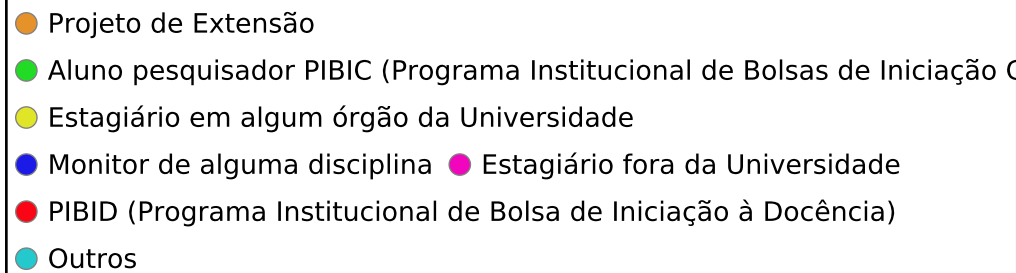 Projeto de Extensão
Aluno pesquisador PIBIC (Programa Institucional de Bolsas de Iniciação
Estagiário em algum órgão da Universidade
Monitor de alguma disciplina Estagiário fora da Universidade
PIBID (Programa Institucional de Bolsa de Iniciação à Docência)
Outros